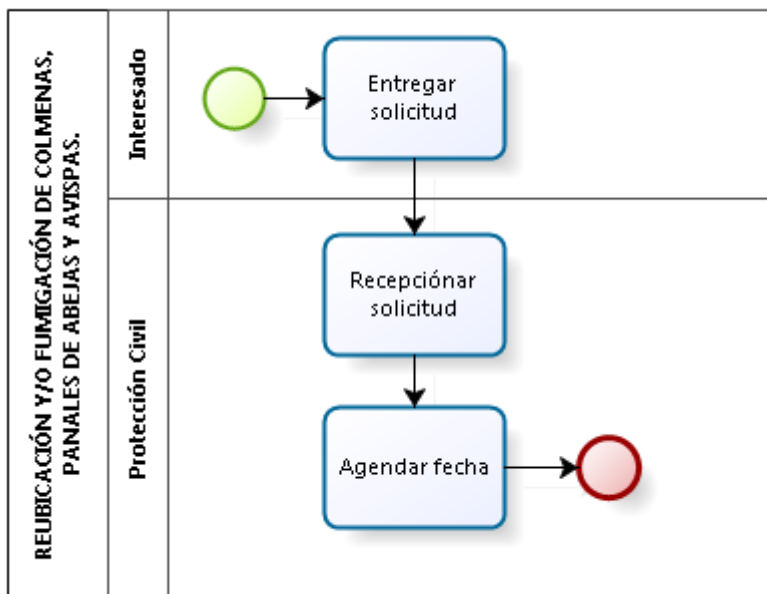 REUBICACIÓN Y/O FUMIGACIÓN DE COLMENAS,
PANALES DE ABEJAS Y AVISPAS.
Interesado
Entregar
solicitud
Protección Civil
Recepciónar
solicitud
Agendar fecha